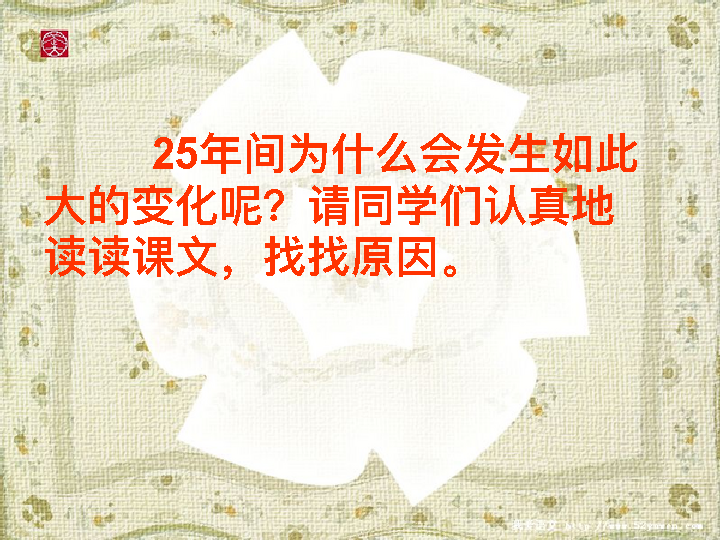 25年间为什么会发生如此
大的变化呢？请同学们认真地
读读课文，找找原因。